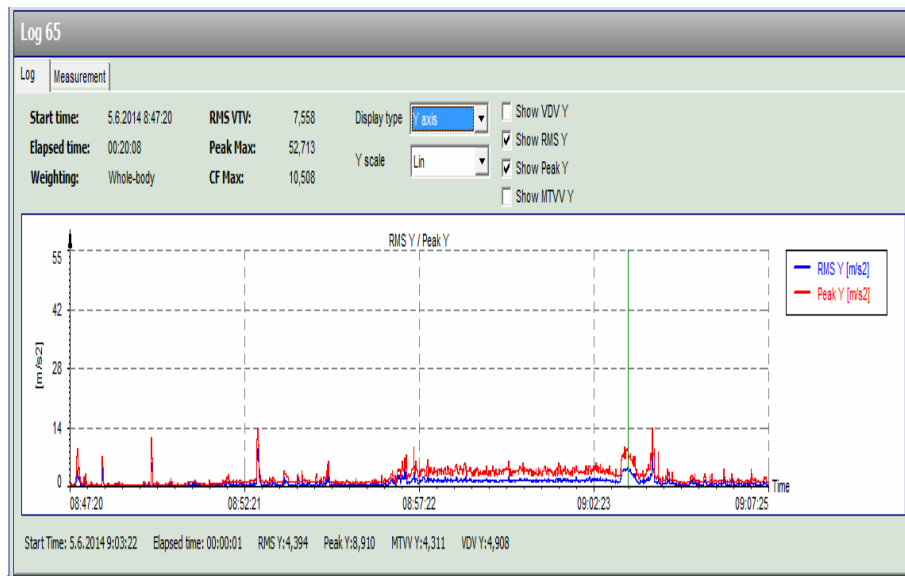 Log 65
Log Measurement
Start time: 5.6.2014 8:47:20 RMS VTV: 7,558 Display type Y axis Show VDV Y
Elapsed time: 00:20:08 Peak Max: 52,713 Show RMS Y
Weighting: Whole-body CF Max: 10,508 Y scale Lin Show Peak Y
Show MTVV Y
RMS Y / Peak Y
55
42
28
14
0
[m/s2]
RMS Y [m/s2]
Peak Y [m/s2]
Time
08:47:20 08:52:21 08:57:22 09:02:23 09:07:25
Start Time: 5.6.2014 9:03:22 Elapsed time: 00:00:01 RMS Y:4,394 Peak Y:8,910 MTVV Y:4,311 VDV Y:4,908